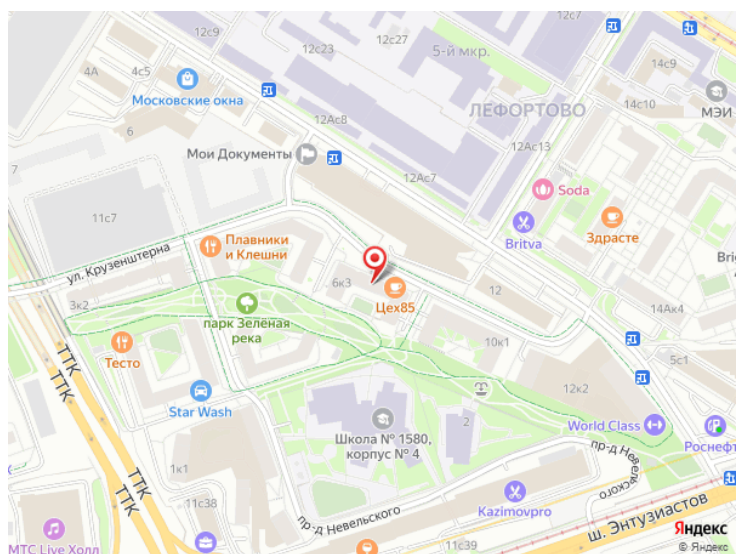 12с9
12с23
12с27
12с7
5-й мкр.
4А
4с5
Московские окна
14с9
МЭИ
14с10
6
12Ас8
ЛЕФОРТОВО
12Ас13
Мои Документы
12Ас7
Soda
11с7
Britva
Здрасте
ул. Крузенштерна
Плавники
и Клешни
6к3
Цех85
12
14Ак4
3к2
парк Зелёная
река
10к1
5с1
ТТК
Тесто
ТТК
12к2
Star Wash
2
World Class
Школа № 1580,
корпус № 4
пр-д Невельского
1к1
ТТК
ТТК
11с38
пр-д Невельского
Kazimovpro
ш. Энтузиастов
Яндекс
МТС Live Холл
11с39
© Яндекс